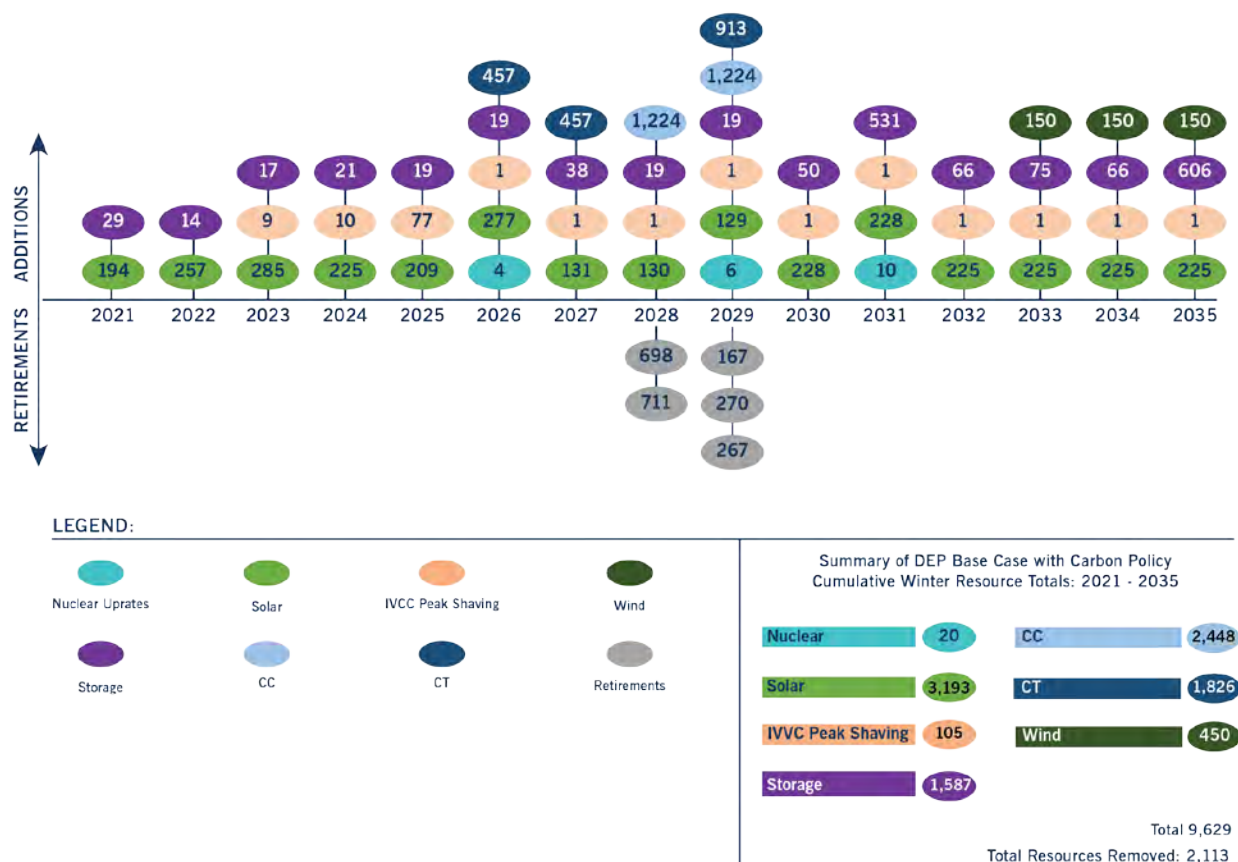 913
457 1,224
19 457 1,224 19 531 150 150 150
17 21 19 1 38 19 1 50 1 66 75 66 606
29 14 9 10 77 277 1 1 129 1 228 1 1 1 1
194 257 285 225 209 4 131 130 6 228 10 225 225 225 225
ADDITIONS
2021 2022 2023 2024 2025 2026 2027 2028 2029 2030 2031 2032 2033 2034 2035
RETIREMENTS
698 167
711 270
267
LEGEND:
Nuclear Uprates
Solar
IVCC Peak Shaving
Wind
Storage
CC
CT
Retirements
Summary of DEP Base Case with Carbon Policy
Cumulative Winter Resource Totals: 2021 - 2035
Nuclear 20
CC 2,448
Solar 3,193
CT 1,826
IVVC Peak Shaving 105
Wind 450
Storage 1,587
Total 9,629
Total Resources Removed: 2,113